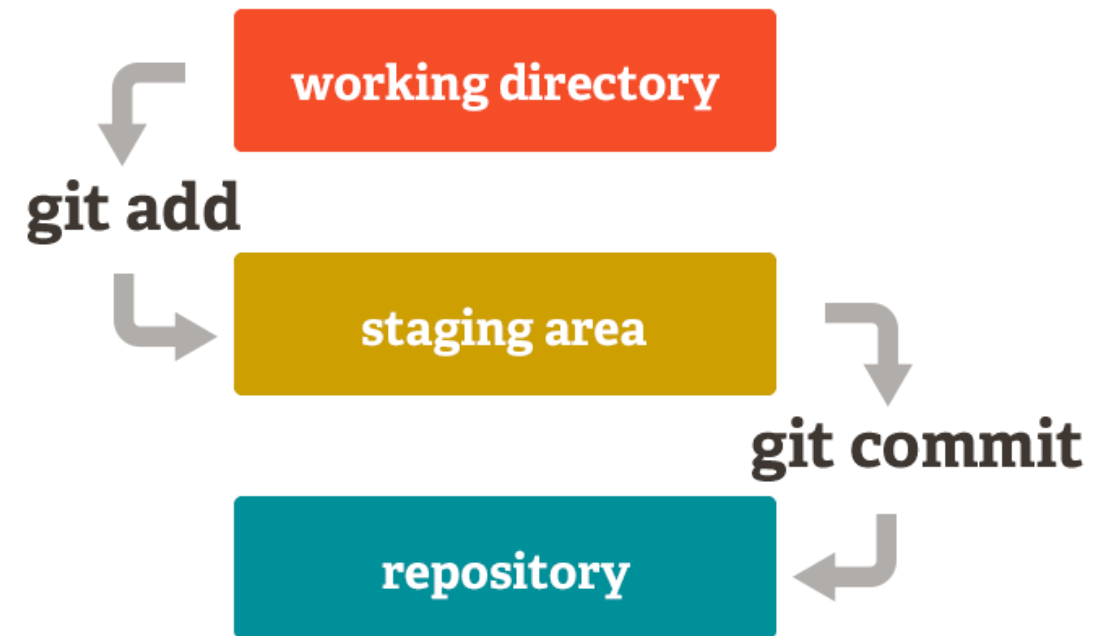 working directory
git add
staging area
git commit
repository